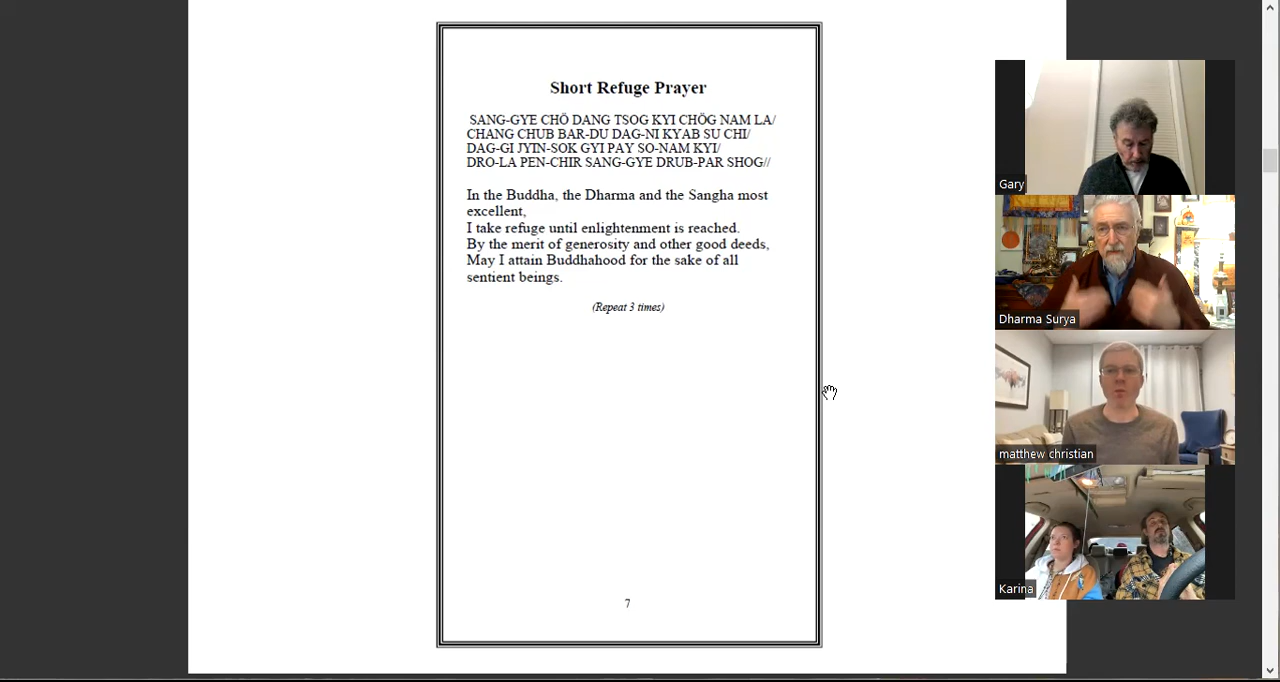 Short Refuge Prayer
SANG-GYE CHÖ DANG TSOG KYI CHÖG NAM LA/
CHANG CHUB BAR-DU DAG-NI KYAB SU CHI/
DAG-GI JYIN-SOK GYI PAY SO-NAM KYI/
DRO-LA PEN-CHIR SANG-GYE DRUB-PAR SHOG//
In the Buddha, the Dharma and the Sangha most
excellent,
I take refuge until enlightenment is reached.
By the merit of generosity and other good deeds,
May I attain Buddhahood for the sake of all
sentient beings.
(Repeat 3 times)
7
Gary
Dharma Surya
matthew christian
Karina